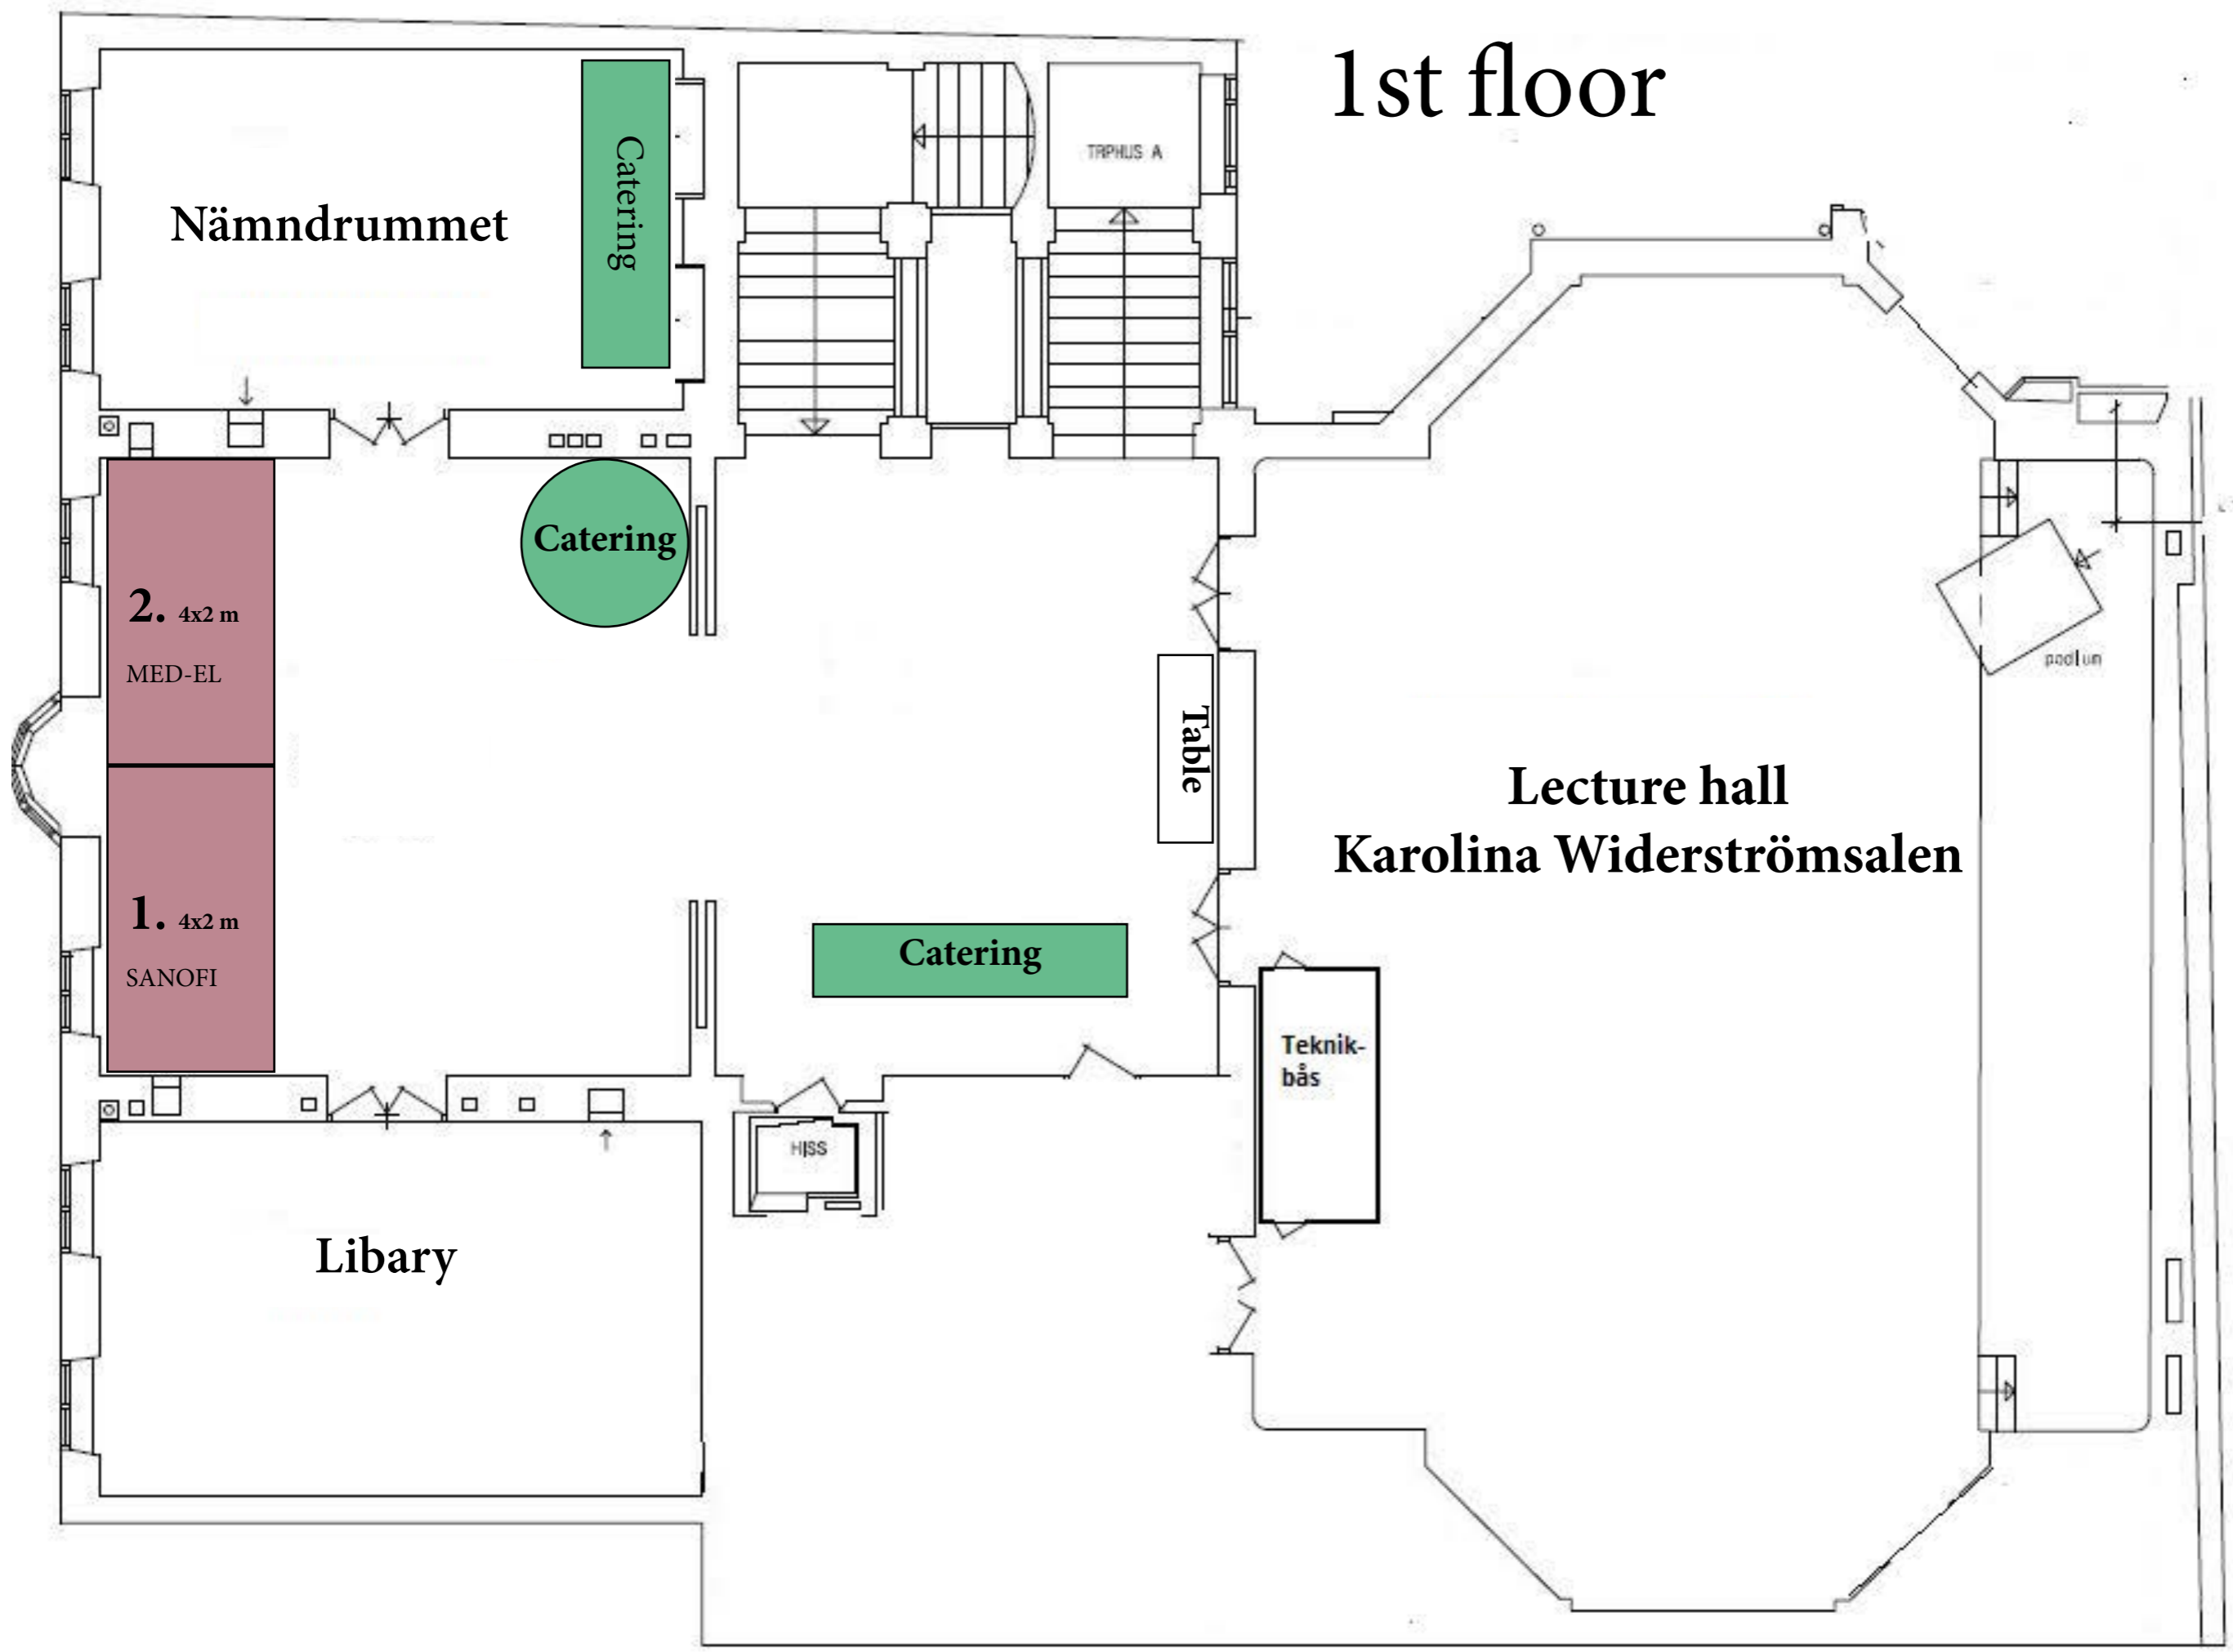 1st floor
Catering
TRPHUS A
Nämndrummet
Catering
2. 4x2 m
MED-EL
podium
Table
Lecture hall
Karolina Widerströmsalen
1. 4x2 m
SANOFI
Catering
Teknik-
bås
HISS
Libary